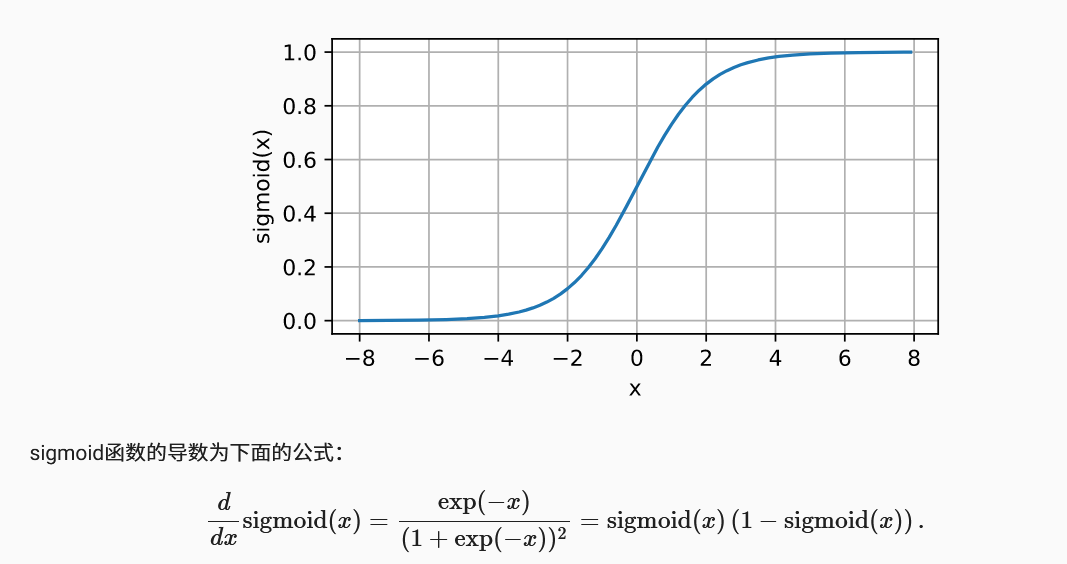 1.0
0.8
0.6
0.4
0.2
0.0
sigmoid(x)
−8 −6 −4 −2 0 2 4 6 8
x
sigmoid函数的导数为下面的公式：
d/dx sigmoid(x) = exp(−x)/(1 + exp(−x))² = sigmoid(x) (1 − sigmoid(x)) .